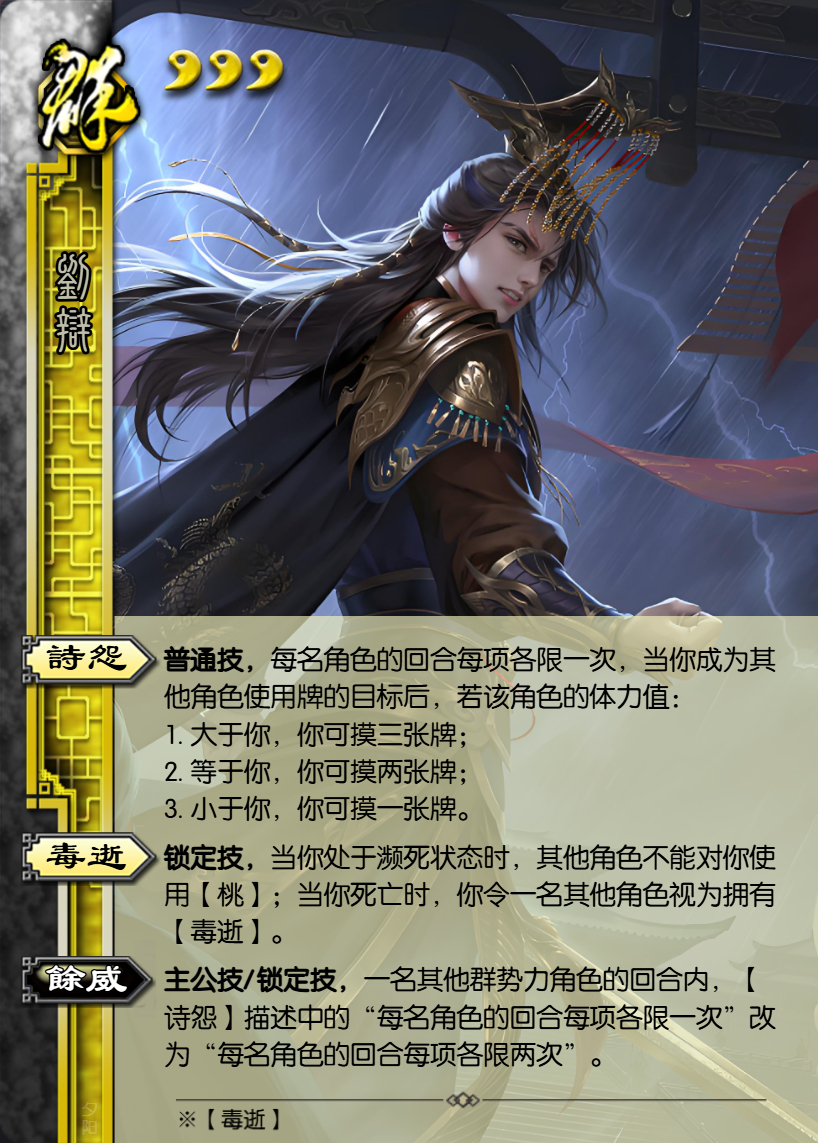 群
劉辯
詩怨
普通技，每名角色的回合每项各限一次，当你成为其
他角色使用牌的目标后，若该角色的体力值：
1. 大于你，你可摸三张牌；
2. 等于你，你可摸两张牌；
3. 小于你，你可摸一张牌。
毒逝
锁定技，当你处于濒死状态时，其他角色不能对你使
用【桃】；当你死亡时，你令一名其他角色视为拥有
【毒逝】。
餘威
主公技/锁定技，一名其他群势力角色的回合内，【
诗怨】描述中的“每名角色的回合每项各限一次”改
为“每名角色的回合每项各限两次”。
※【毒逝】